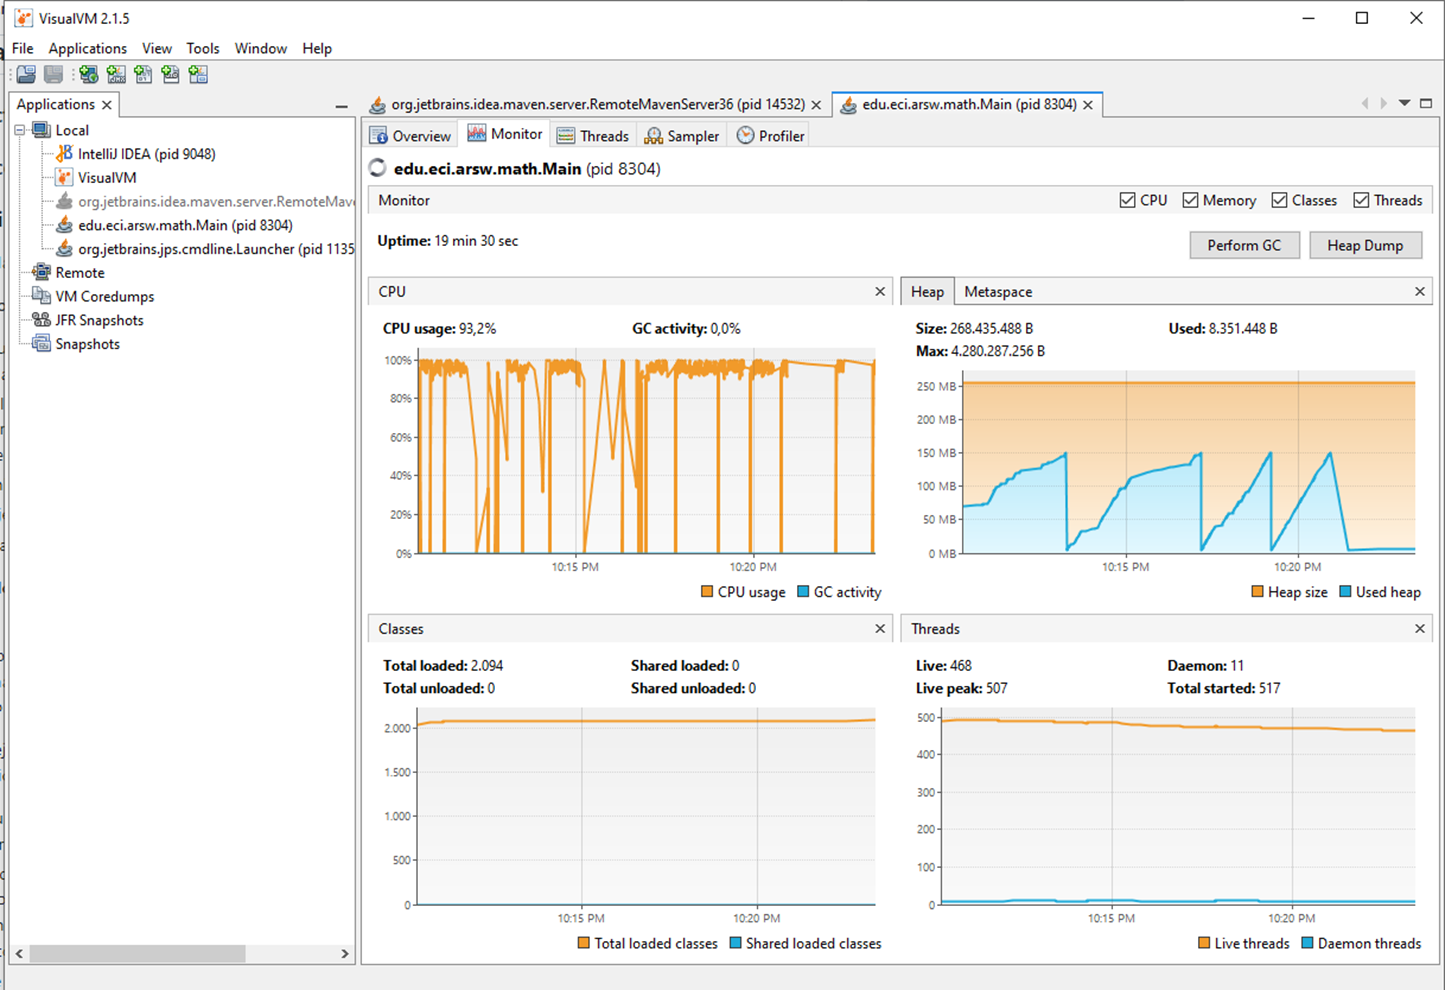 VisualVM 2.1.5
File Applications View Tools Window Help
Applications
Local
IntelliJ IDEA (pid 9048)
VisualVM
org.jetbrains.idea.maven.server.RemoteMave
edu.eci.arsw.math.Main (pid 8304)
org.jetbrains.jps.cmdline.Launcher (pid 1135
Remote
VM Coredumps
JFR Snapshots
Snapshots
org.jetbrains.idea.maven.server.RemoteMavenServer36 (pid 14532) edu.eci.arsw.math.Main (pid 8304)
Overview Monitor Threads Sampler Profiler
edu.eci.arsw.math.Main (pid 8304)
Monitor CPU Memory Classes Threads
Uptime: 19 min 30 sec
Perform GC Heap Dump
CPU
CPU usage: 93,2% GC activity: 0,0%
100%
80%
60%
40%
20%
0%
10:15 PM 10:20 PM
CPU usage GC activity
Heap Metaspace
Size: 268.435.488 B Used: 8.351.448 B
Max: 4.280.287.256 B
250 MB
200 MB
150 MB
100 MB
50 MB
0 MB
10:15 PM 10:20 PM
Heap size Used heap
Classes
Total loaded: 2.094 Shared loaded: 0
Total unloaded: 0 Shared unloaded: 0
2.000
1.500
1.000
500
0
10:15 PM 10:20 PM
Total loaded classes Shared loaded classes
Threads
Live: 468 Daemon: 11
Live peak: 507 Total started: 517
500
400
300
200
100
0
10:15 PM 10:20 PM
Live threads Daemon threads